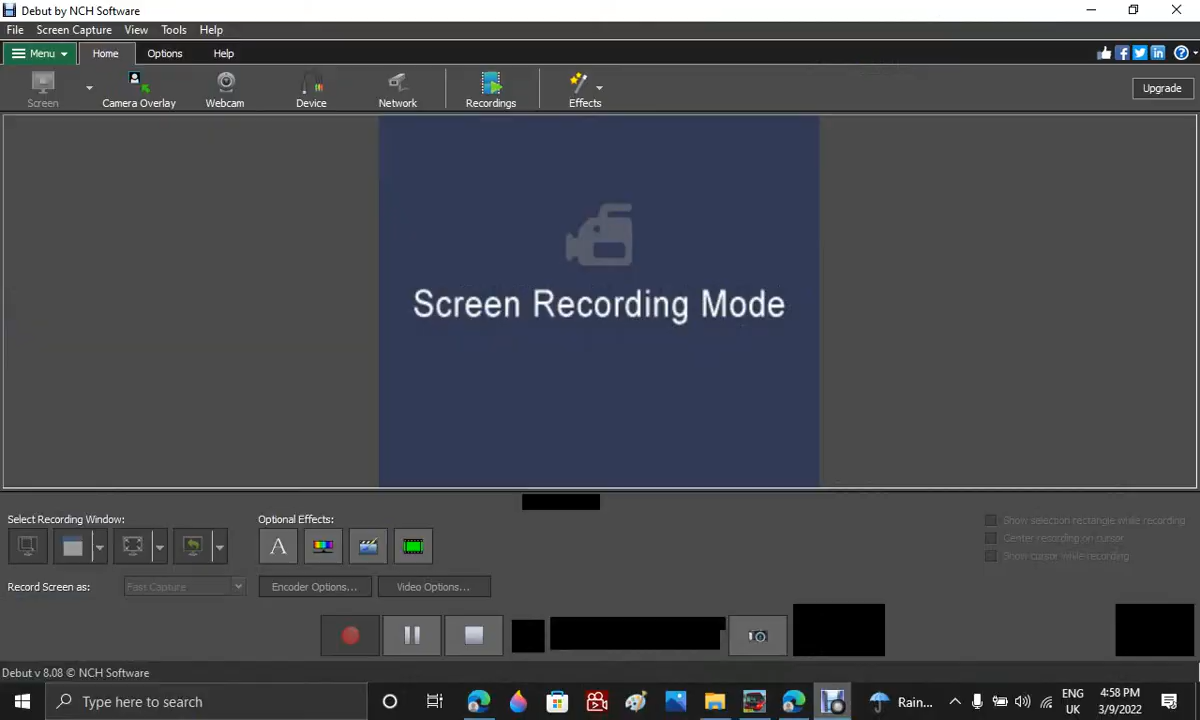 Debut by NCH Software
File Screen Capture View Tools Help
Menu Home Options Help
Screen Camera Overlay Webcam Device Network Recordings Effects Upgrade
Screen Recording Mode
Select Recording Window: Optional Effects:
A
Show selection rectangle while recording
Center recording on cursor
Show cursor while recording
Record Screen as: Fast Capture Encoder Options... Video Options...
Debut v 8.08 © NCH Software
Type here to search
Rain...
ENG
UK
4:58 PM
3/9/2022